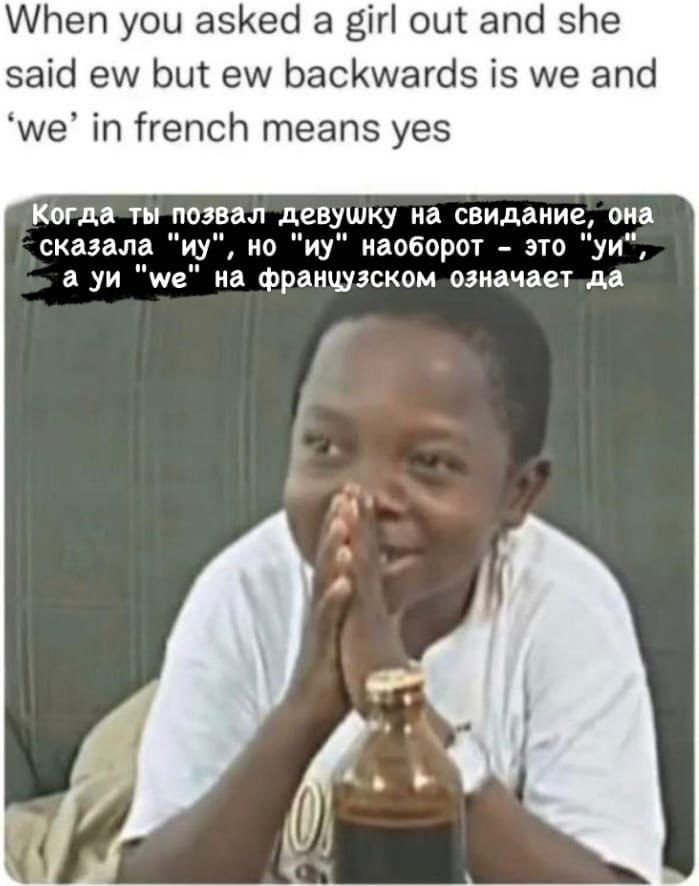 When you asked a girl out and she
said ew but ew backwards is we and
‘we’ in french means yes
Когда ты позвал девушку на свидание, она
сказала "иу", но "иу" наоборот - это "уи",
а уи "we" на французском означает да